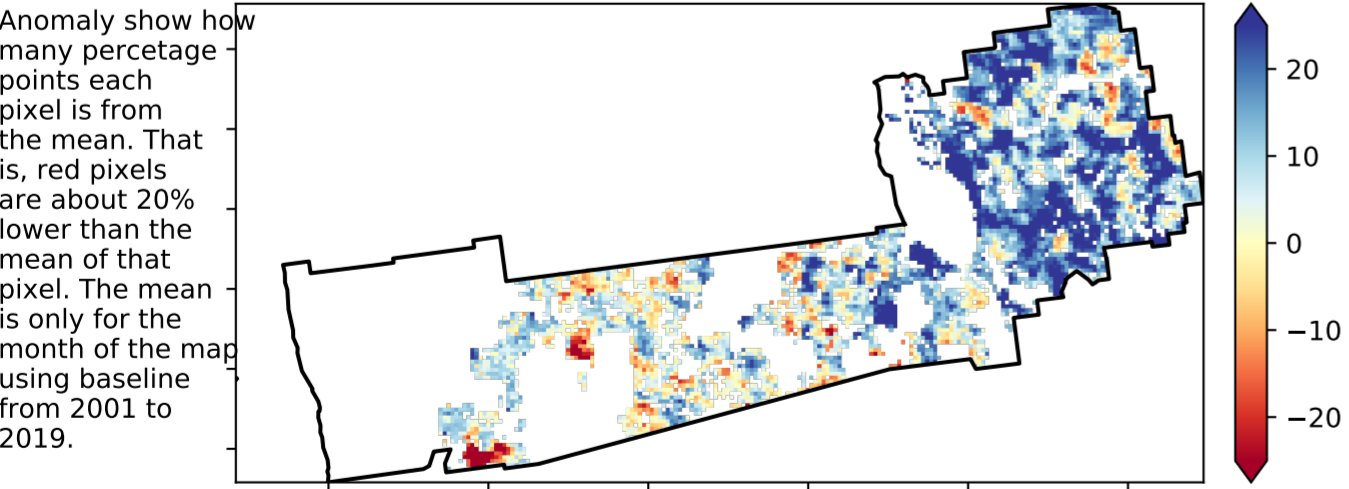 Anomaly show how
many percetage
points each
pixel is from
the mean. That
is, red pixels
are about 20%
lower than the
mean of that
pixel. The mean
is only for the
month of the map
using baseline
from 2001 to
2019.
20
10
0
−10
−20